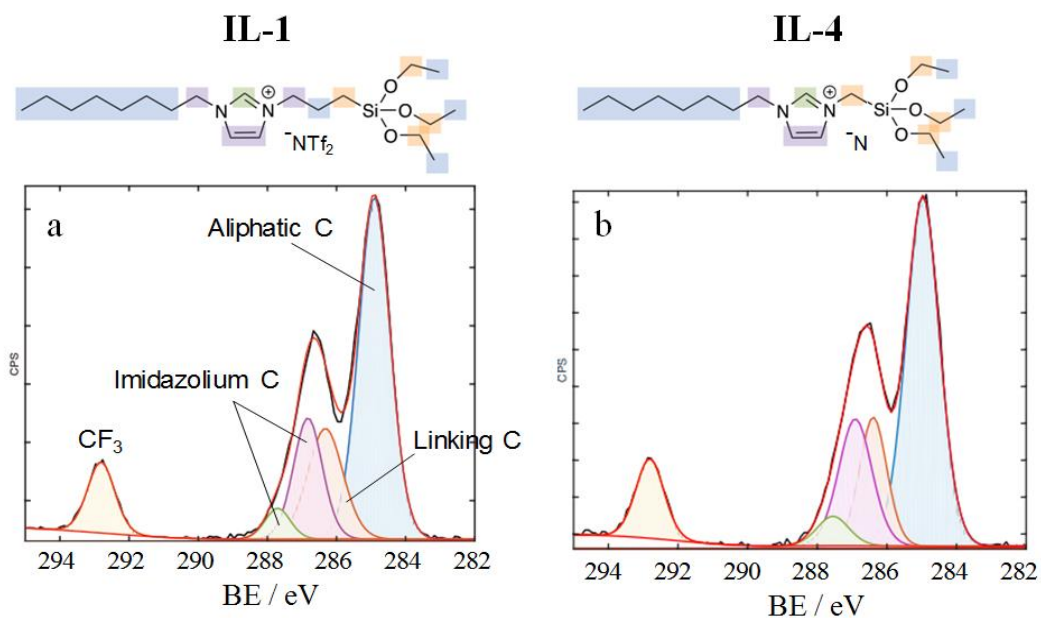 IL-1
IL-4
O
O
Si
O
N
+
N
⁻NTf₂
O
O
Si
O
N
+
N
⁻N
a
Aliphatic C
Imidazolium C
CF₃
Linking C
CPS
294 292 290 288 286 284 282
BE / eV
b
CPS
294 292 290 288 286 284 282
BE / eV